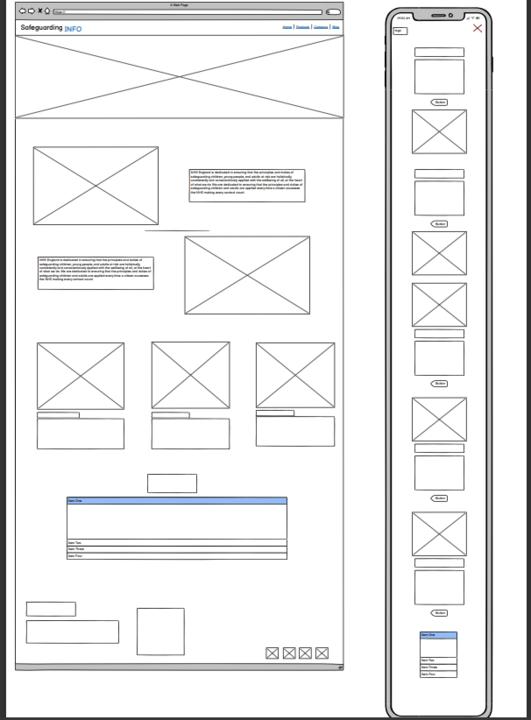 A Web Page
https://
Safeguarding INFO
NHS England is dedicated to ensuring that the principles and duties of
safeguarding children, young people, and adults at risk are holistically,
consistently and conscientiously applied with the wellbeing of all, at the heart
of what we do. We are dedicated to ensuring that the principles and duties of
safeguarding children and adults are applied every time a citizen accesses
the NHS making every contact count.
NHS England is dedicated to ensuring that the principles and duties of
safeguarding children, young people, and adults at risk are holistically,
consistently and conscientiously applied with the wellbeing of all, at the heart
of what we do. We are dedicated to ensuring that the principles and duties of
safeguarding children and adults are applied every time a citizen accesses
the NHS making every contact count.
Item One
Item Two
Item Three
Item Four
logo
Button
Button
Button
Button
Button
Item One
Item Two
Item Three
Item Four